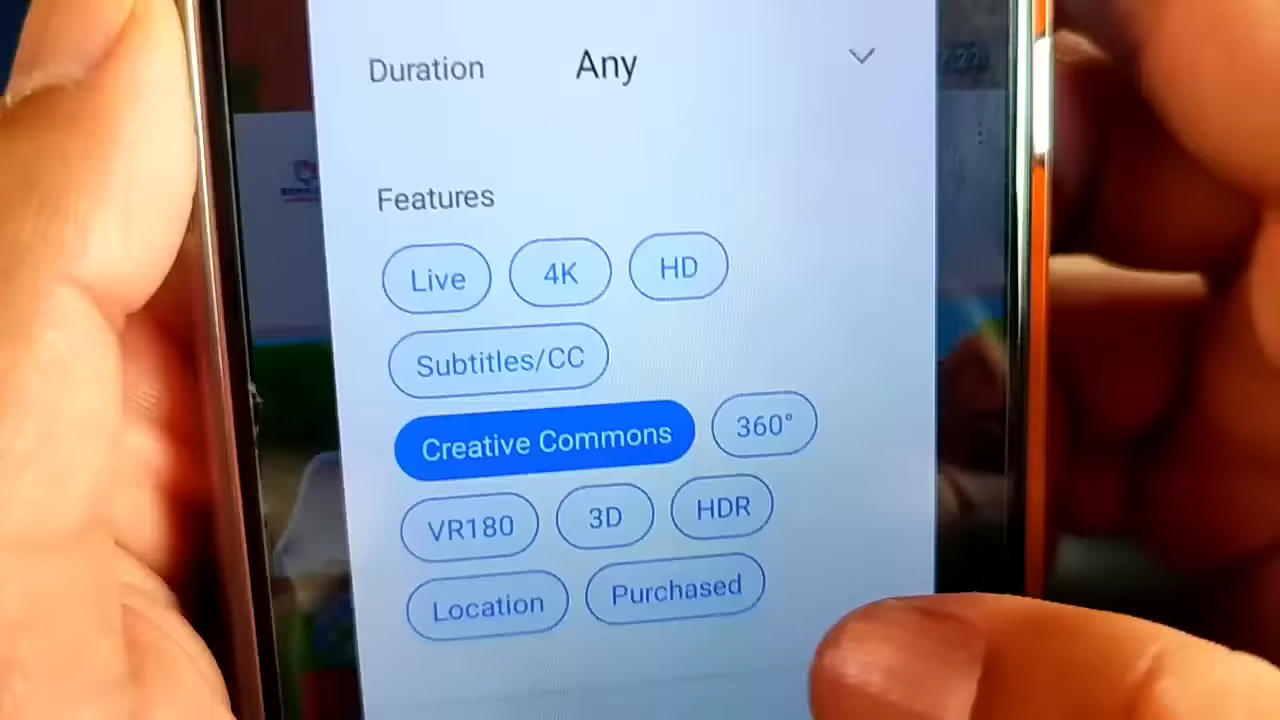 Duration Any
Features
Live 4K HD
Subtitles/CC
Creative Commons 360°
VR180 3D HDR
Location Purchased